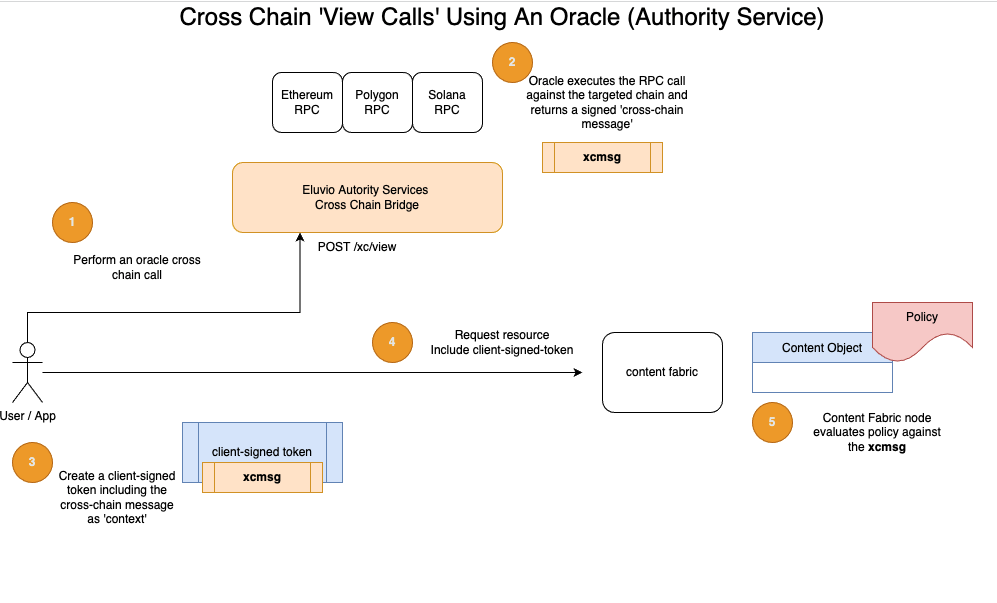 Cross Chain 'View Calls' Using An Oracle (Authority Service)
2
Oracle executes the RPC call
against the targeted chain and
returns a signed 'cross-chain
message'
xcmsg
Ethereum
RPC
Polygon
RPC
Solana
RPC
Eluvio Autority Services
Cross Chain Bridge
POST /xc/view
1
Perform an oracle cross
chain call
User / App
4
Request resource
Include client-signed-token
content fabric
Policy
Content Object
5
Content Fabric node
evaluates policy against
the xcmsg
3
Create a client-signed
token including the
cross-chain message
as 'context'
client-signed token
xcmsg